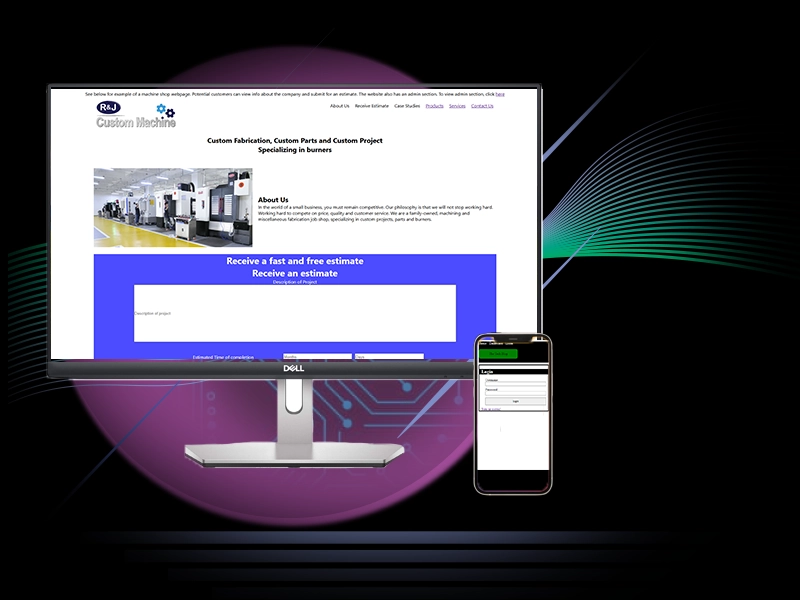 See below for example of a machine shop webpage. Potential customers can view info about the company and submit for an estimate. The website also has an admin section. To view admin section, click here
R&J
Custom Machine
About Us Receive Estimate Case Studies Products Services Contact Us
Custom Fabrication, Custom Parts and Custom Project
Specializing in burners
About Us
In the world of a small business, you must remain competitive. Our philosophy is that we will not stop working hard.
Working hard to compete on price, quality and customer service. We are a family-owned, machining and
miscellaneous fabrication job shop, specializing in custom projects, parts and burners.
Receive a fast and free estimate
Receive an estimate
Description of Project
Description of project
Estimated Time of completion
Months
Days
DELL
Login
Username
Password
Login